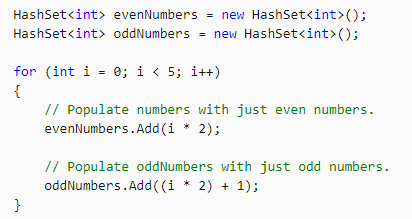 HashSet<int> evenNumbers = new HashSet<int>();
HashSet<int> oddNumbers = new HashSet<int>();
for (int i = 0; i < 5; i++)
{
    // Populate numbers with just even numbers.
    evenNumbers.Add(i * 2);
    // Populate oddNumbers with just odd numbers.
    oddNumbers.Add((i * 2) + 1);
}